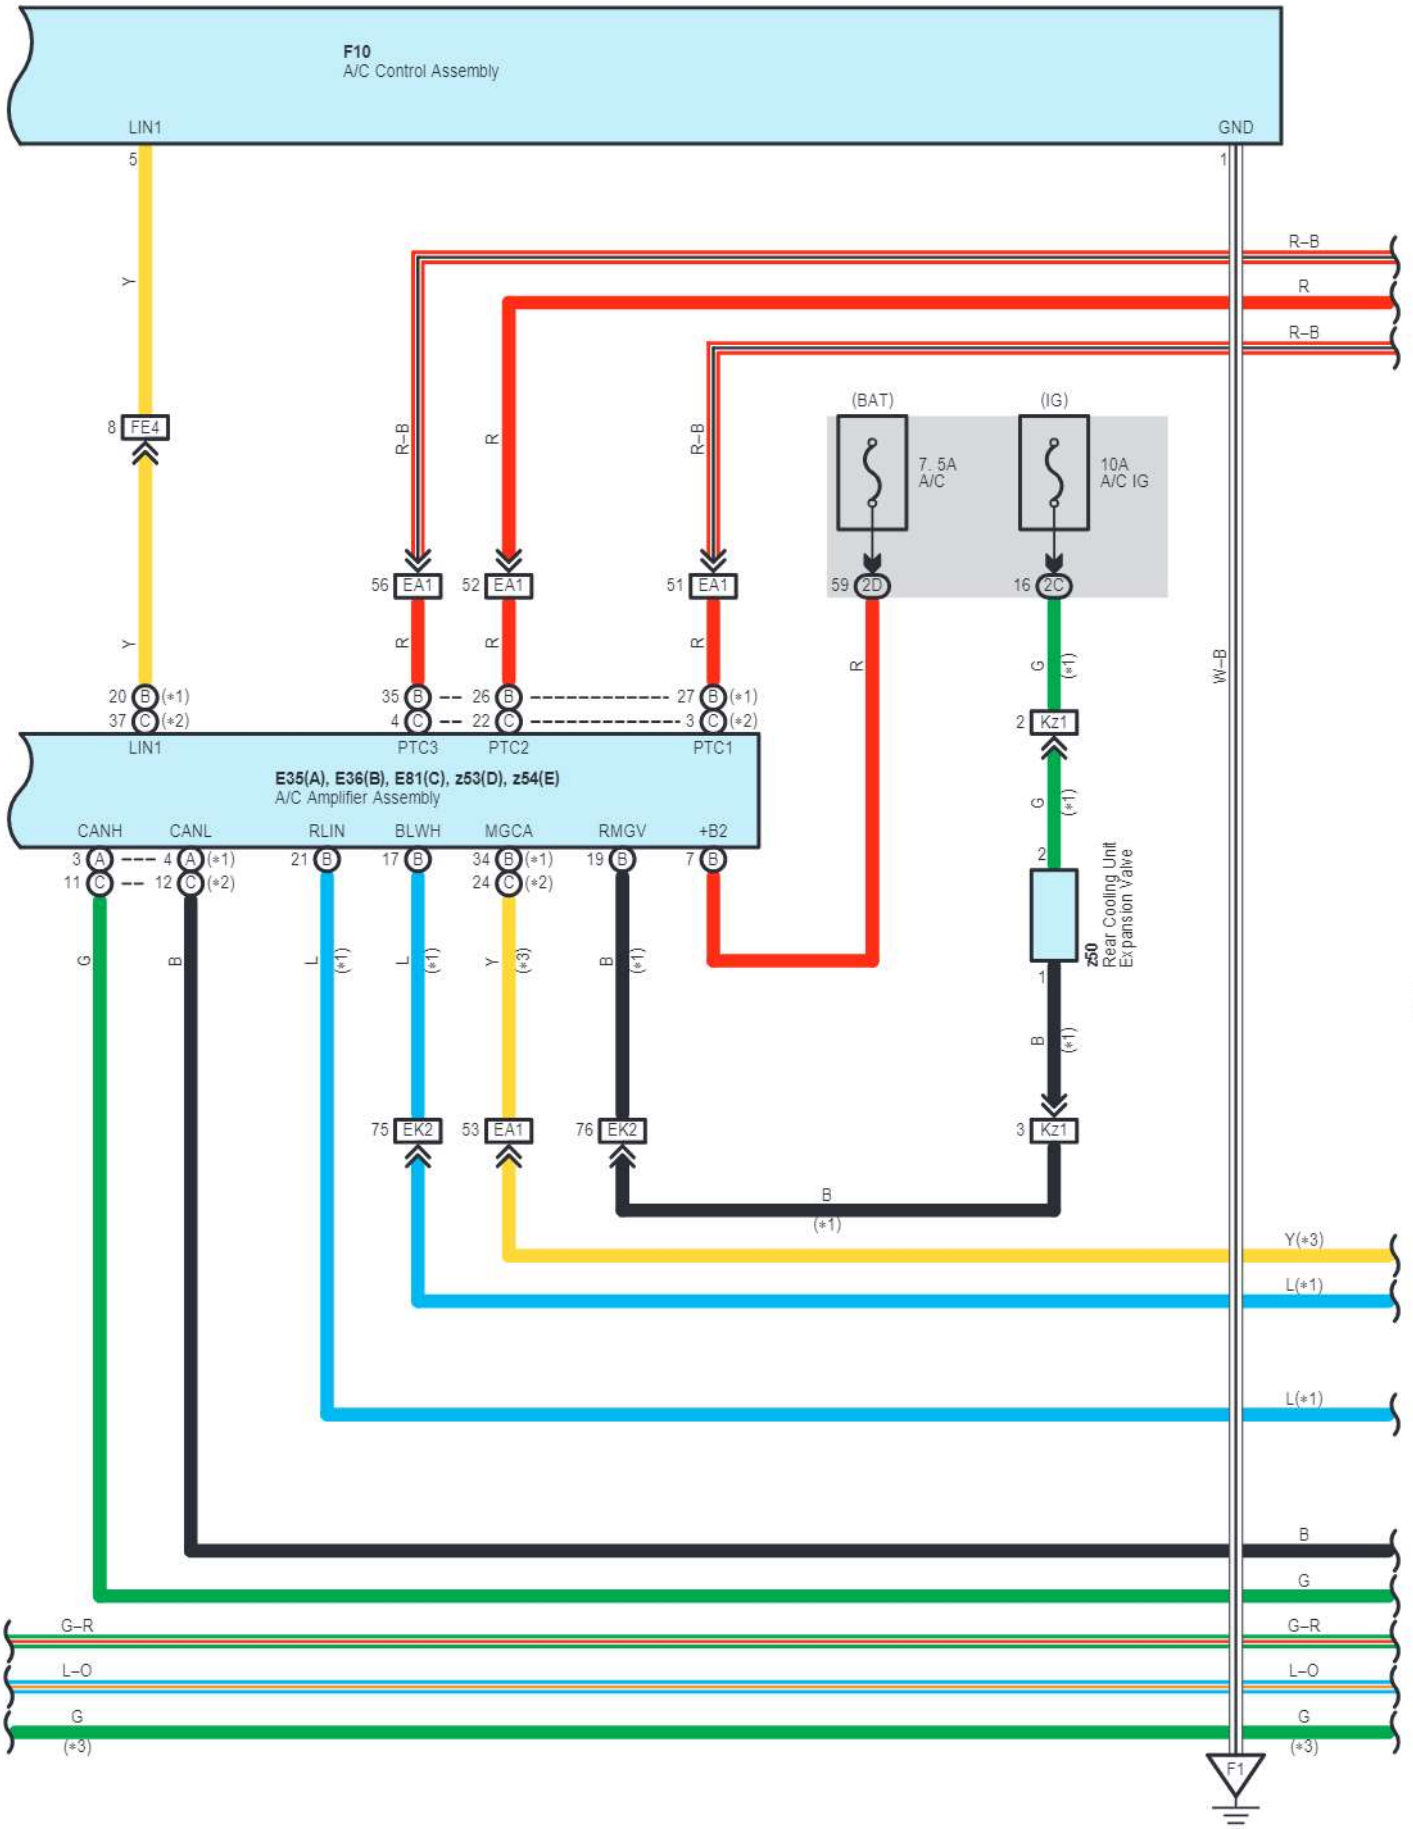 F10
A/C Control Assembly
LIN1
GND
5
1
R–B
R
R–B
Y
(BAT)
(IG)
8 FE4
R–B
R
R–B
7. 5A
A/C
10A
A/C IG
56 EA1
52 EA1
51 EA1
59 2D
16 2C
Y
R
R
R
R
G
(∗1)
W–B
20 B (∗1)
35 B
26 B
27 B (∗1)
37 C (∗2)
4 C
22 C
3 C (∗2)
2 Kz1
LIN1
PTC3
PTC2
PTC1
E35(A), E36(B), E81(C), z53(D), z54(E)
A/C Amplifier Assembly
G
(∗1)
CANH
CANL
RLIN
BLWH
MGCA
RMGV
+B2
3 A
4 A (∗1)
21 B
17 B
34 B (∗1)
19 B
7 B
2
11 C
12 C (∗2)
24 C (∗2)
z50
Rear Cooling Unit
Expansion Valve
1
G
B
L
(∗1)
L
(∗1)
Y
(∗3)
B
(∗1)
B
(∗1)
75 EK2
53 EA1
76 EK2
3 Kz1
B
(∗1)
Y(∗3)
L(∗1)
L(∗1)
B
G
G–R
G–R
L–O
L–O
G
(∗3)
G
(∗3)
F1